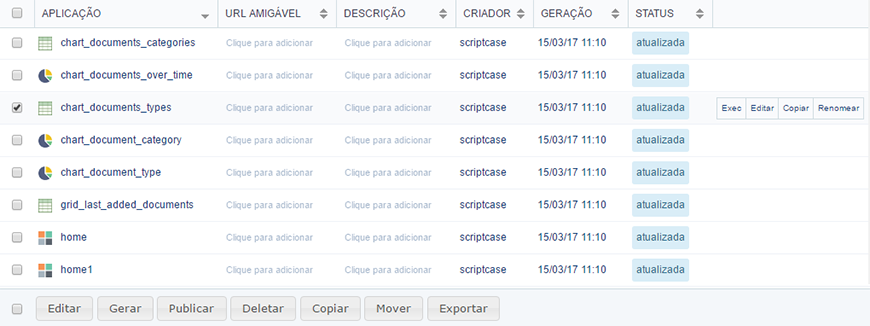 APLICAÇÃO URL AMIGÁVEL DESCRIÇÃO CRIADOR GERAÇÃO STATUS
chart_documents_categories Clique para adicionar Clique para adicionar scriptcase 15/03/17 11:10 atualizada
chart_documents_over_time Clique para adicionar Clique para adicionar scriptcase 15/03/17 11:10 atualizada
chart_documents_types Clique para adicionar Clique para adicionar scriptcase 15/03/17 11:10 atualizada Exec Editar Copiar Renomear
chart_document_category Clique para adicionar Clique para adicionar scriptcase 15/03/17 11:10 atualizada
chart_document_type Clique para adicionar Clique para adicionar scriptcase 15/03/17 11:10 atualizada
grid_last_added_documents Clique para adicionar Clique para adicionar scriptcase 15/03/17 11:10 atualizada
home Clique para adicionar Clique para adicionar scriptcase 15/03/17 11:10 atualizada
home1 Clique para adicionar Clique para adicionar scriptcase 15/03/17 11:10 atualizada
Editar Gerar Publicar Deletar Copiar Mover Exportar